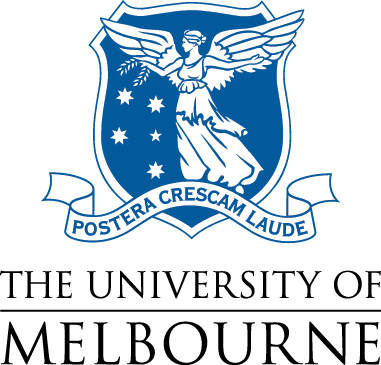 POSTERA CRESCAM LAUDE
THE UNIVERSITY OF
MELBOURNE